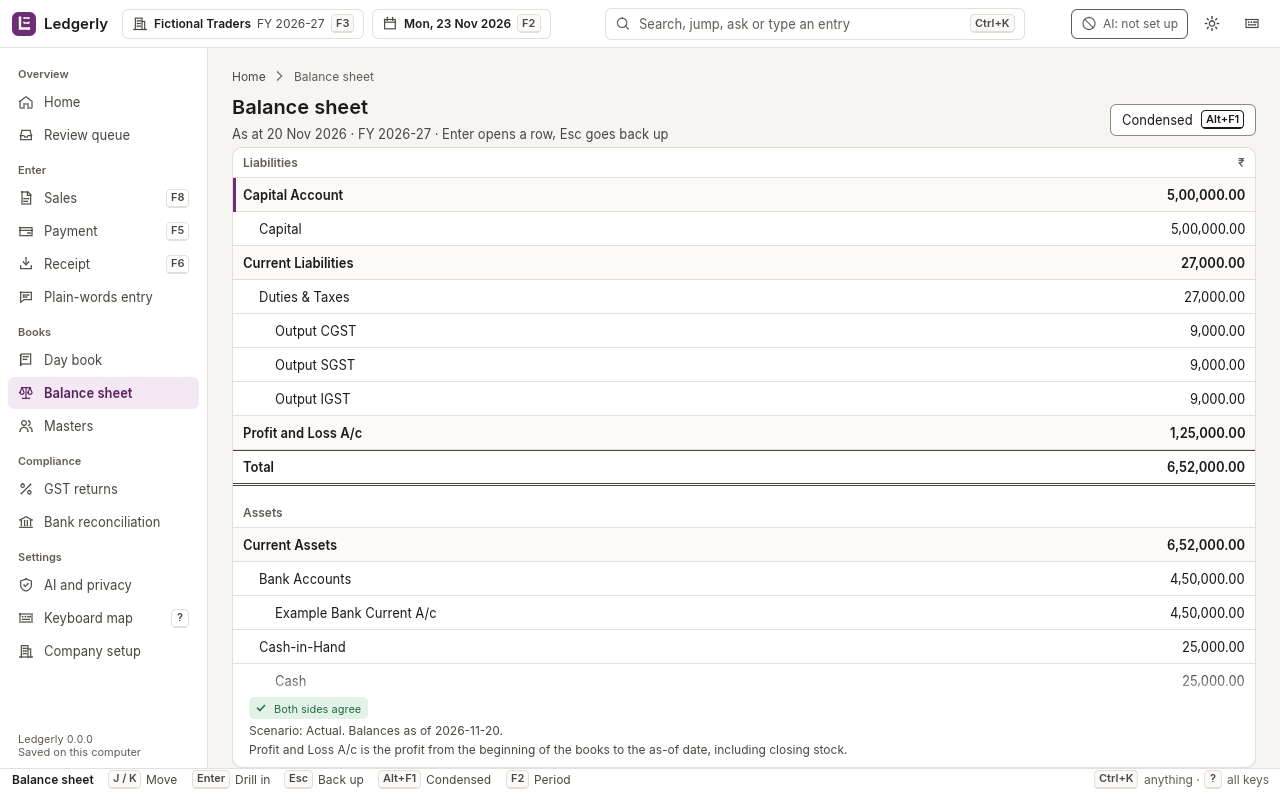 Ledgerly
Fictional Traders FY 2026-27 F3
Mon, 23 Nov 2026 F2
Search, jump, ask or type an entry Ctrl+K
AI: not set up
Overview
Home
Review queue
Enter
Sales F8
Payment F5
Receipt F6
Plain-words entry
Books
Day book
Balance sheet
Masters
Compliance
GST returns
Bank reconciliation
Settings
AI and privacy
Keyboard map ?
Company setup
Ledgerly 0.0.0
Saved on this computer
Home > Balance sheet
Balance sheet
As at 20 Nov 2026 · FY 2026-27 · Enter opens a row, Esc goes back up
Condensed Alt+F1
Liabilities ₹
Capital Account 5,00,000.00
Capital 5,00,000.00
Current Liabilities 27,000.00
Duties & Taxes 27,000.00
Output CGST 9,000.00
Output SGST 9,000.00
Output IGST 9,000.00
Profit and Loss A/c 1,25,000.00
Total 6,52,000.00
Assets
Current Assets 6,52,000.00
Bank Accounts 4,50,000.00
Example Bank Current A/c 4,50,000.00
Cash-in-Hand 25,000.00
Cash 25,000.00
Both sides agree
Scenario: Actual. Balances as of 2026-11-20.
Profit and Loss A/c is the profit from the beginning of the books to the as-of date, including closing stock.
Balance sheet J / K Move Enter Drill in Esc Back up Alt+F1 Condensed F2 Period Ctrl+K anything · ? all keys